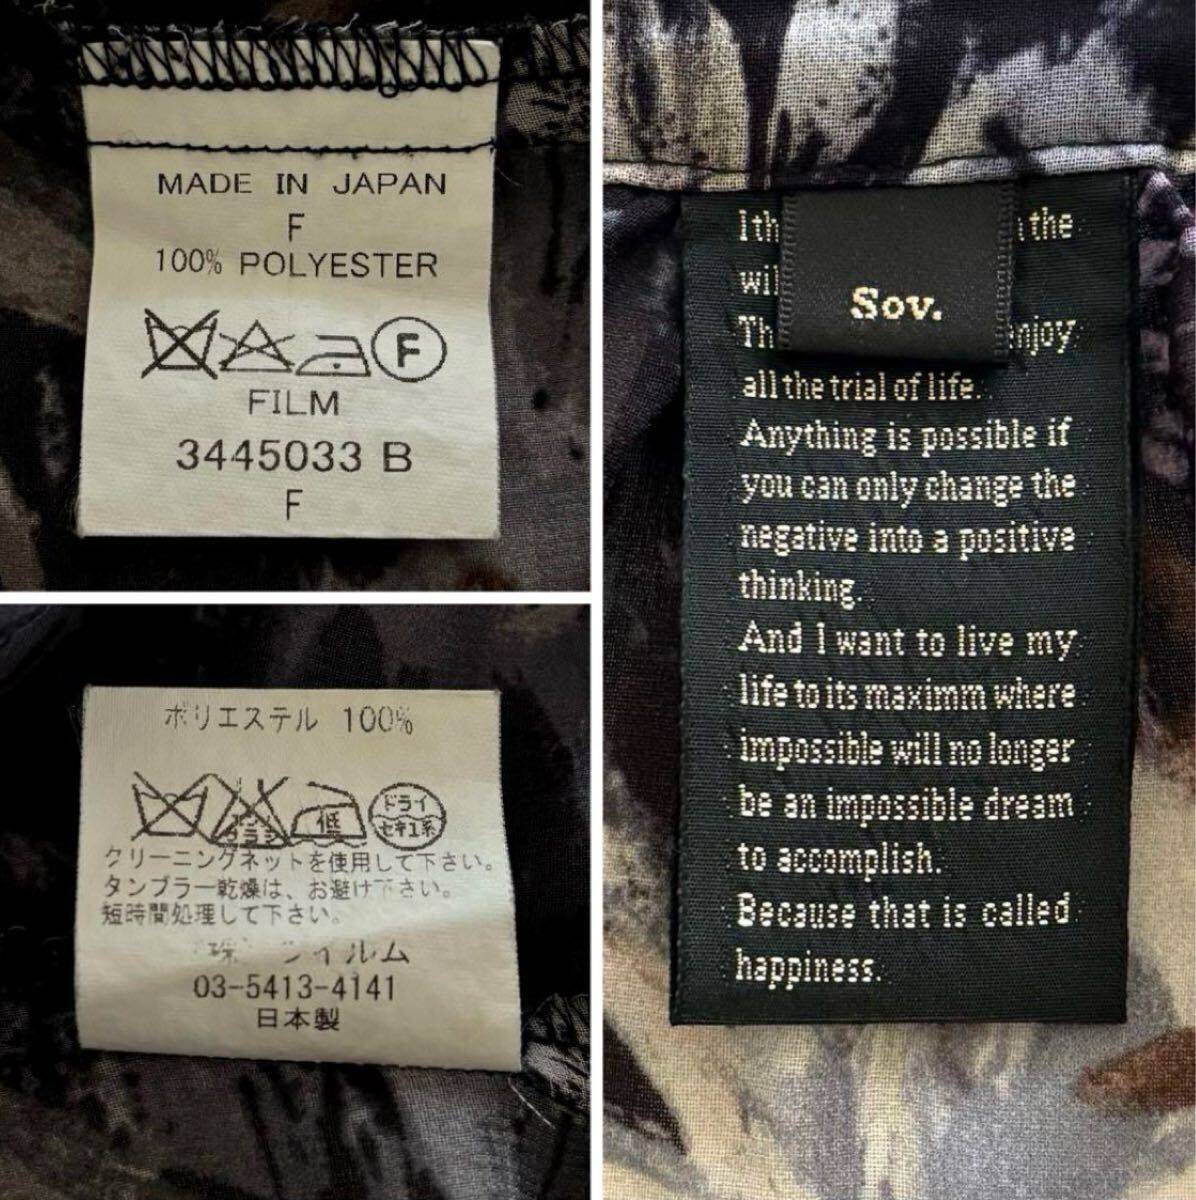 MADE IN JAPAN
F
100% POLYESTER
F
FILM
3445033 B
F
ポリエステル 100%
低
ドライ
セキユ系
クリーニングネットを使用して下さい。
タンブラー乾燥は、お避け下さい。
短時間処理して下さい。
フィルム
03-5413-4141
日本製
Sov.
the
all the trial of life.
Anything is possible if
you can only change the
negative into a positive
thinking.
And I want to live my
life to its maximm where
impossible will no longer
be an impossible dream
to accomplish.
Because that is called
happiness.